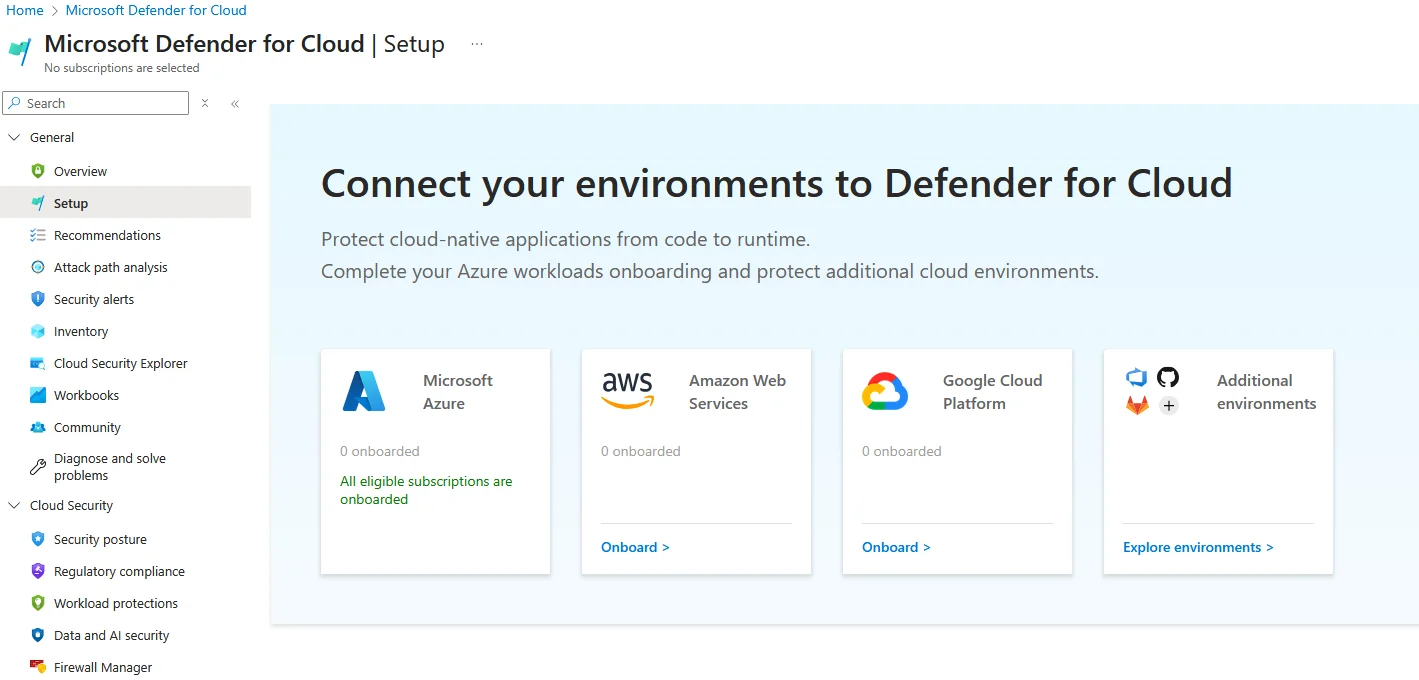 Home > Microsoft Defender for Cloud
Microsoft Defender for Cloud | Setup ...
No subscriptions are selected
Search
General
Overview
Setup
Recommendations
Attack path analysis
Security alerts
Inventory
Cloud Security Explorer
Workbooks
Community
Diagnose and solve
problems
Cloud Security
Security posture
Regulatory compliance
Workload protections
Data and AI security
Firewall Manager
Connect your environments to Defender for Cloud
Protect cloud-native applications from code to runtime.
Complete your Azure workloads onboarding and protect additional cloud environments.
Microsoft
Azure
0 onboarded
All eligible subscriptions are
onboarded
aws
Amazon Web
Services
0 onboarded
Onboard >
Google Cloud
Platform
0 onboarded
Onboard >
Additional
environments
Explore environments >